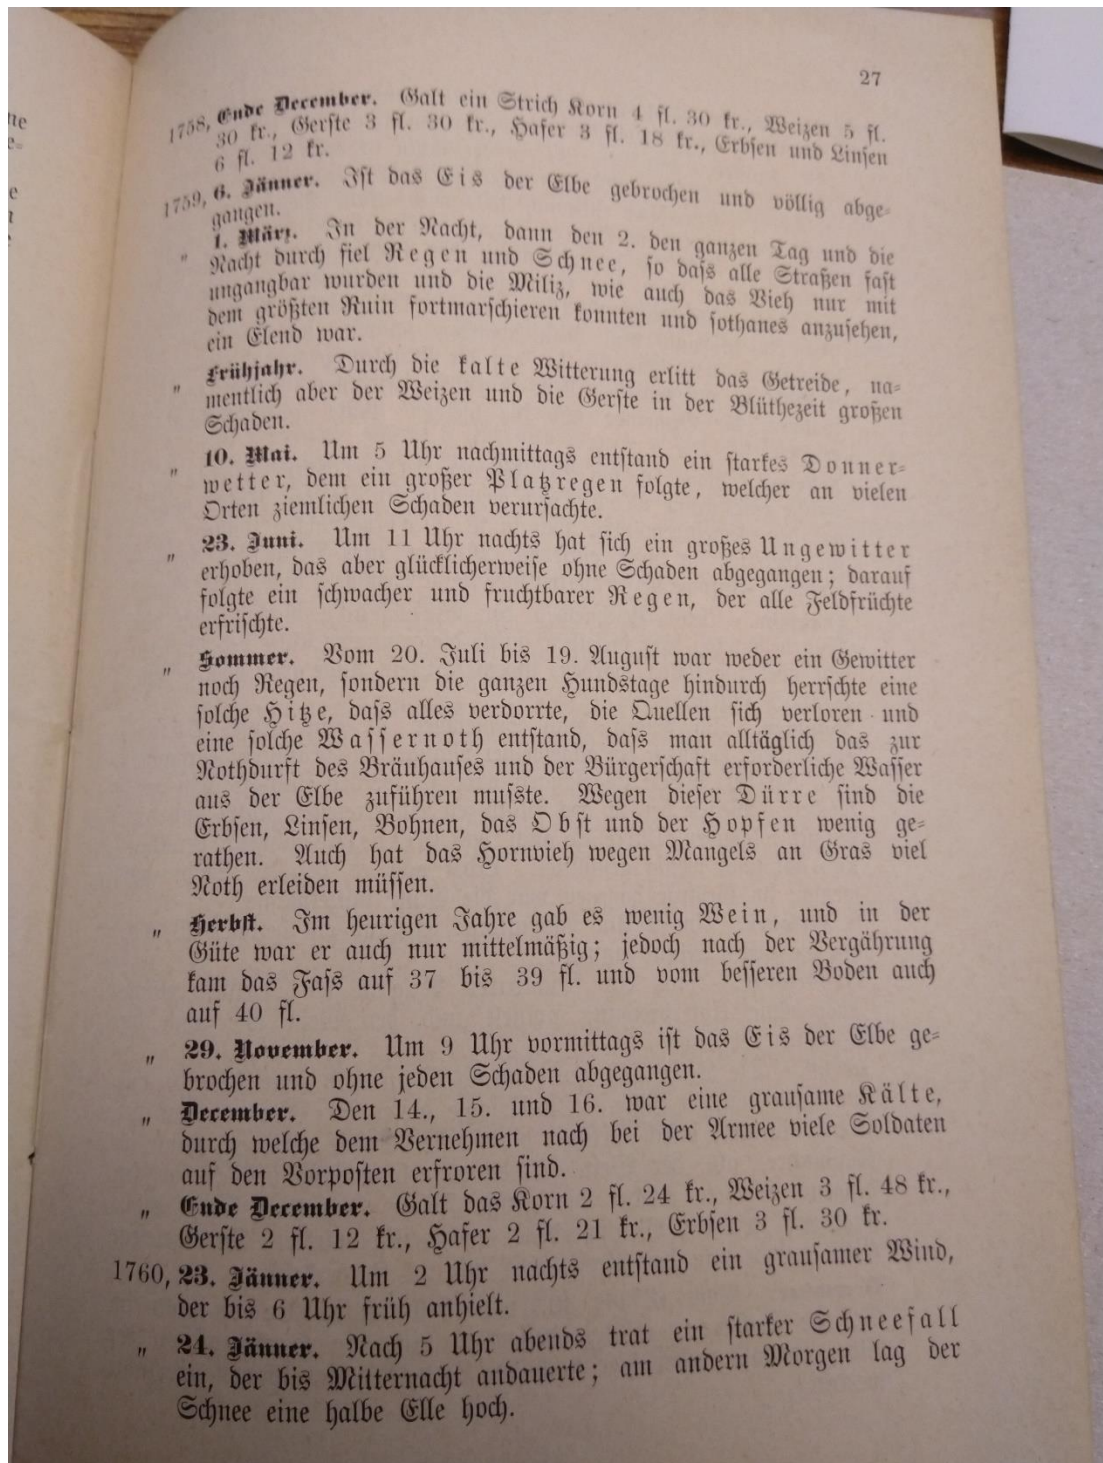 27
1758, Ende December. Galt ein Strich Korn 4 fl. 30 kr., Weizen 5 fl.
30 kr., Gerste 3 fl. 30 kr., Hafer 3 fl. 18 kr., Erbsen und Linsen
6 fl. 12 kr.
1759, 6. Jänner. Ist das Eis der Elbe gebrochen und völlig abge-
gangen.
" 1. März. In der Nacht, dann den 2. den ganzen Tag und die
Nacht durch fiel Regen und Schnee, so dass alle Straßen fast
ungangbar wurden und die Miliz, wie auch das Vieh nur mit
dem größten Ruin fortmarschieren konnten und sothanes anzusehen,
ein Elend war.
" Frühjahr. Durch die kalte Witterung erlitt das Getreide, na-
mentlich aber der Weizen und die Gerste in der Blüthezeit großen
Schaden.
" 10. Mai. Um 5 Uhr nachmittags entstand ein starkes Donner-
wetter, dem ein großer Platzregen folgte, welcher an vielen
Orten ziemlichen Schaden verursachte.
" 23. Juni. Um 11 Uhr nachts hat sich ein großes Ungewitter
erhoben, das aber glücklicherweise ohne Schaden abgegangen; darauf
folgte ein schwacher und fruchtbarer Regen, der alle Feldfrüchte
erfrischte.
" Sommer. Vom 20. Juli bis 19. August war weder ein Gewitter
noch Regen, sondern die ganzen Hundstage hindurch herrschte eine
solche Hitze, dass alles verdorrte, die Quellen sich verloren und
eine solche Wassernoth entstand, dass man alltäglich das zur
Nothdurft des Bräuhauses und der Bürgerschaft erforderliche Wasser
aus der Elbe zuführen musste. Wegen dieser Dürre sind die
Erbsen, Linsen, Bohnen, das Obst und der Hopfen wenig ge-
rathen. Auch hat das Hornvieh wegen Mangels an Gras viel
Noth erleiden müssen.
" Herbst. Im heurigen Jahre gab es wenig Wein, und in der
Güte war er auch nur mittelmäßig; jedoch nach der Vergährung
kam das Fass auf 37 bis 39 fl. und vom besseren Boden auch
auf 40 fl.
" 29. November. Um 9 Uhr vormittags ist das Eis der Elbe ge-
brochen und ohne jeden Schaden abgegangen.
" December. Den 14., 15. und 16. war eine grausame Kälte,
durch welche dem Vernehmen nach bei der Armee viele Soldaten
auf den Vorposten erfroren sind.
" Ende December. Galt das Korn 2 fl. 24 kr., Weizen 3 fl. 48 kr.,
Gerste 2 fl. 12 kr., Hafer 2 fl. 21 kr., Erbsen 3 fl. 30 kr.
1760, 23. Jänner. Um 2 Uhr nachts entstand ein grausamer Wind,
der bis 6 Uhr früh anhielt.
" 24. Jänner. Nach 5 Uhr abends trat ein starker Schneefall
ein, der bis Mitternacht andauerte; am andern Morgen lag der
Schnee eine halbe Elle hoch.